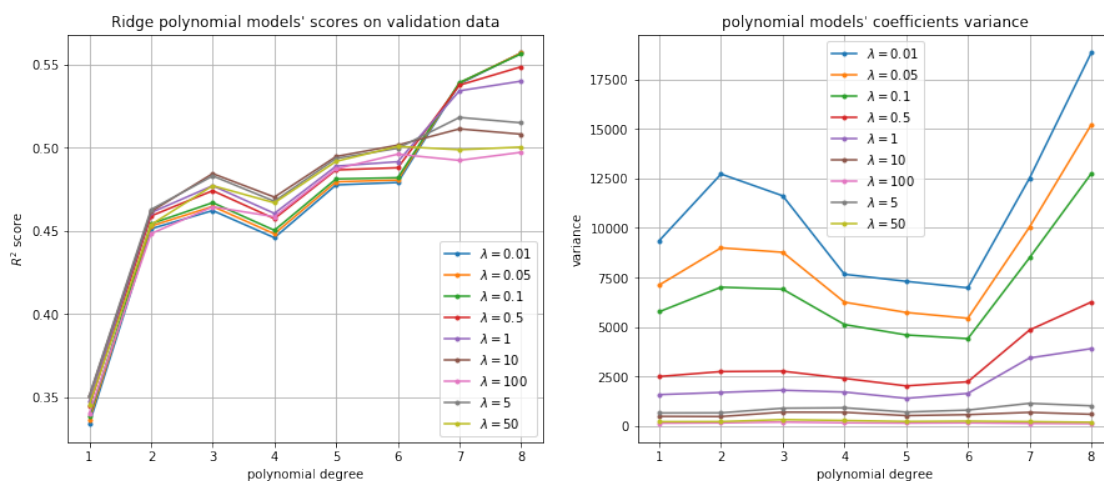 Ridge polynomial models' scores on validation data
R² score
0.55
0.50
0.45
0.40
0.35
λ = 0.01
λ = 0.05
λ = 0.1
λ = 0.5
λ = 1
λ = 10
λ = 100
λ = 5
λ = 50
1 2 3 4 5 6 7 8
polynomial degree
polynomial models' coefficients variance
variance
17500
15000
12500
10000
7500
5000
2500
0
λ = 0.01
λ = 0.05
λ = 0.1
λ = 0.5
λ = 1
λ = 10
λ = 100
λ = 5
λ = 50
1 2 3 4 5 6 7 8
polynomial degree